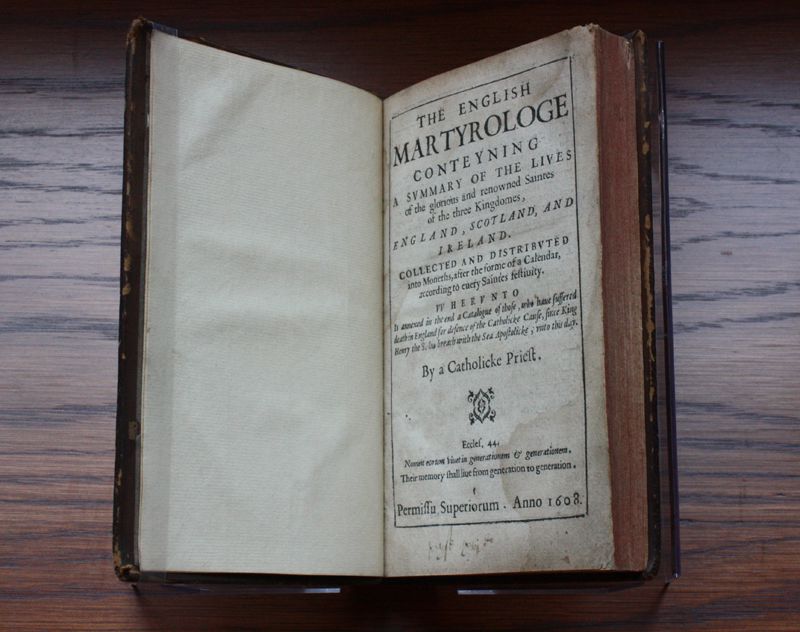 THE ENGLISH
MARTYROLOGE
CONTEYNING
A SVMMARY OF THE LIVES
of the glorious and renowned Saintes
of the three Kingdomes,
ENGLAND, SCOTLAND, AND
IRELAND.
COLLECTED AND DISTRIBVTED
into Moneths, after the forme of a Calendar,
according to euery Saintes festiuity.
VVHERVNTO
Is annexed in the end a Catalogue of those, who haue suffered
death in England for defence of the Catholicke Cause, since King
Henry the 8. his breach with the Sea Apostolicke, vnto this day.
By a Catholicke Priest.
Eccles. 44.
Nomen eorum viuet in generationem & generationem.
Their memory shall liue from generation to generation.
Permissu Superiorum. Anno 1608.